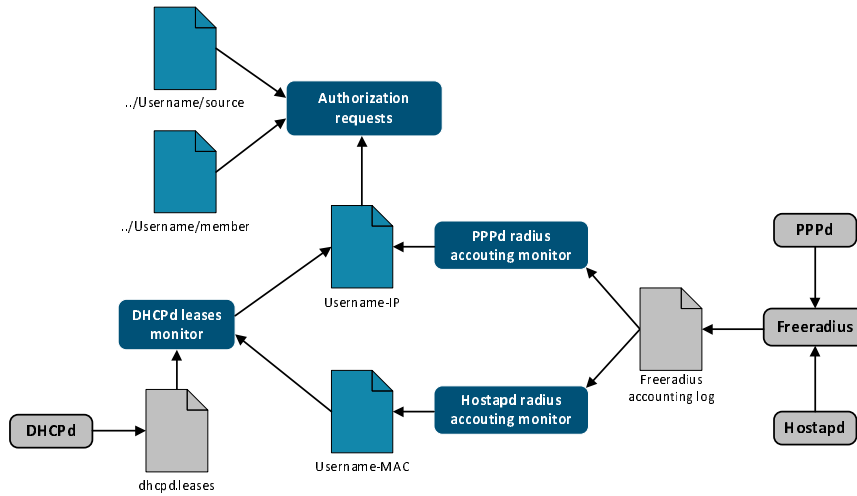 ../Username/source
Authorization
requests
../Username/member
PPPd radius
accouting monitor
PPPd
Username-IP
DHCPd leases
monitor
Freeradius
Freeradius
accounting log
Hostapd radius
accouting monitor
DHCPd
Hostapd
Username-MAC
dhcpd.leases